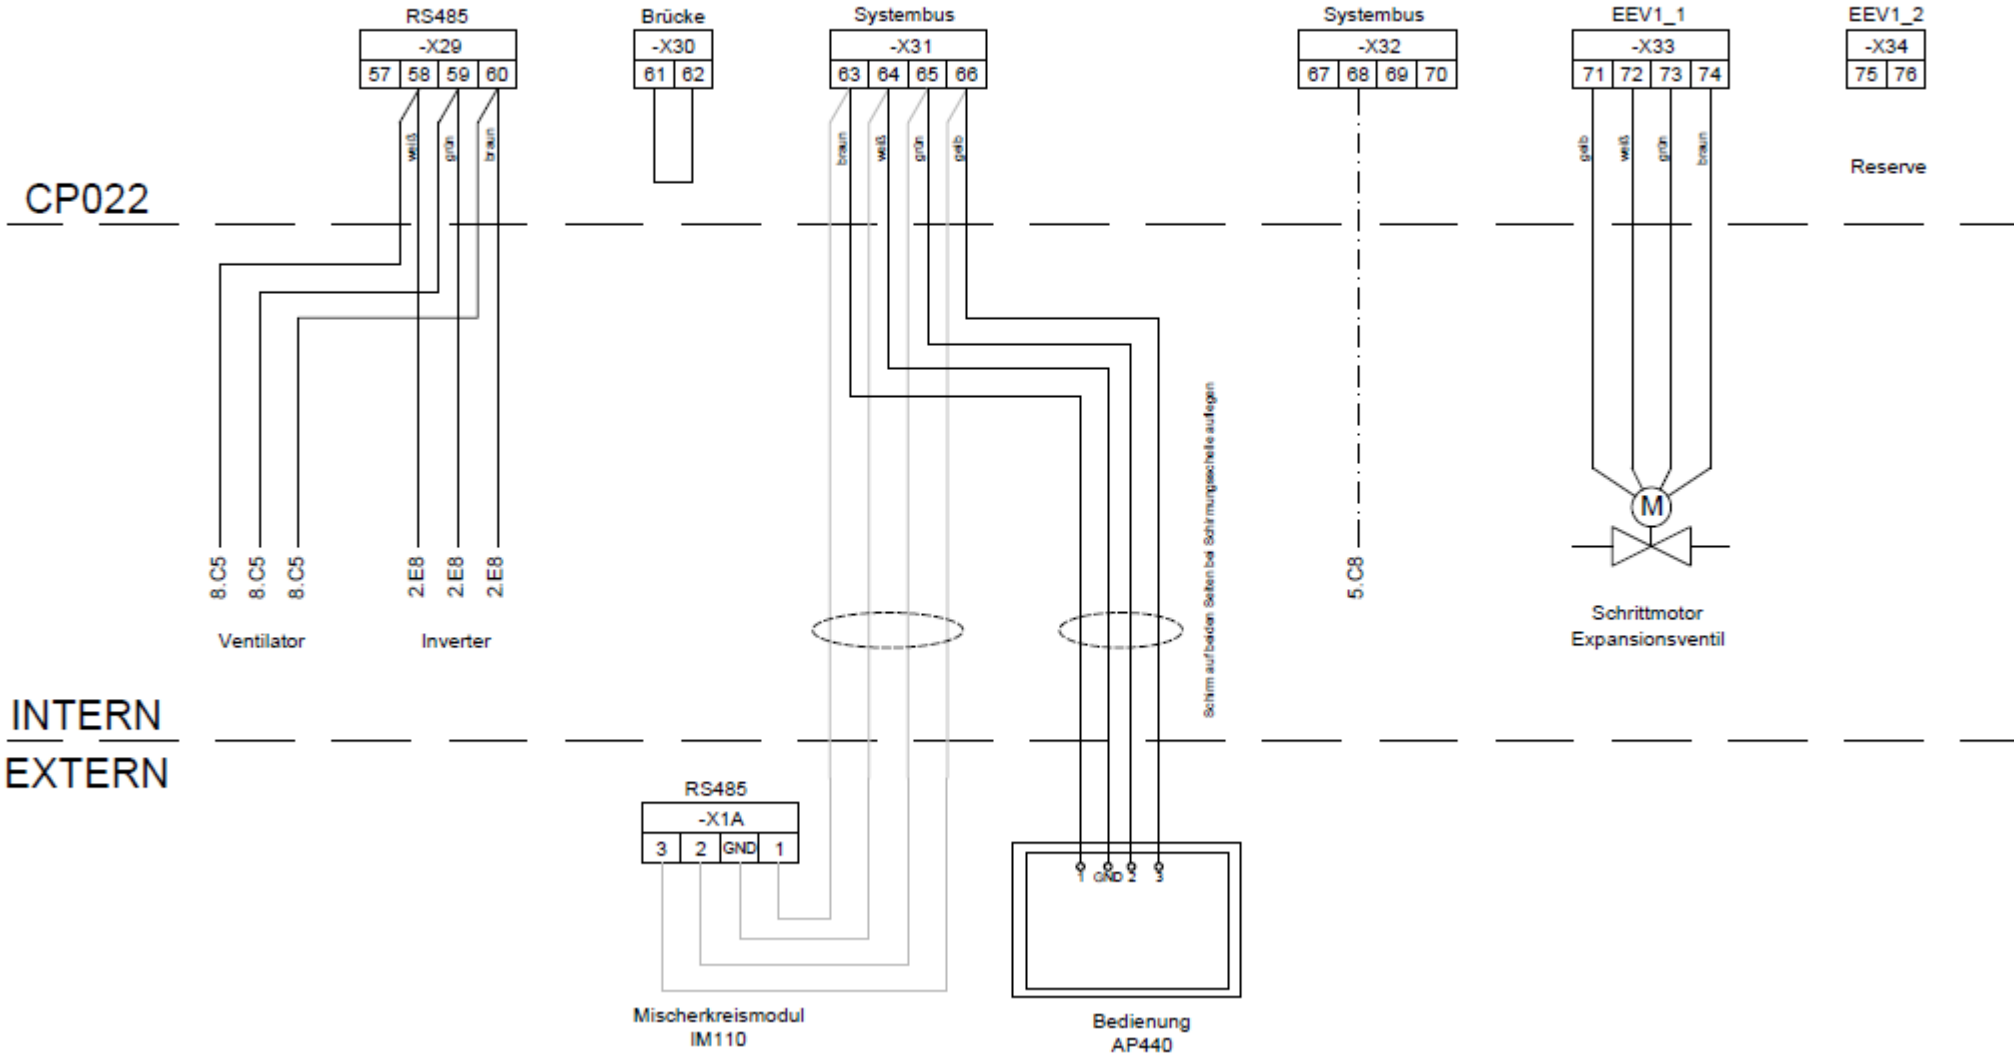 RS485
Brücke
Systembus
Systembus
EEV1_1
EEV1_2
-X29
-X30
-X31
-X32
-X33
-X34
57 58 59 60
61 62
63 64 65 66
67 68 69 70
71 72 73 74
75 76
weiß
grün
braun
braun
weiß
grün
gelb
gelb
weiß
grün
braun
Reserve
CP022
Schirm auf beiden Seiten bei Schirmungsschelle auflegen
M
8.C5
8.C5
8.C5
2.E8
2.E8
2.E8
5.C8
Ventilator
Inverter
Schrittmotor
Expansionsventil
INTERN
EXTERN
RS485
-X1A
3 2 GND 1
1 GND 2 3
Mischerkreismodul
IM110
Bedienung
AP440